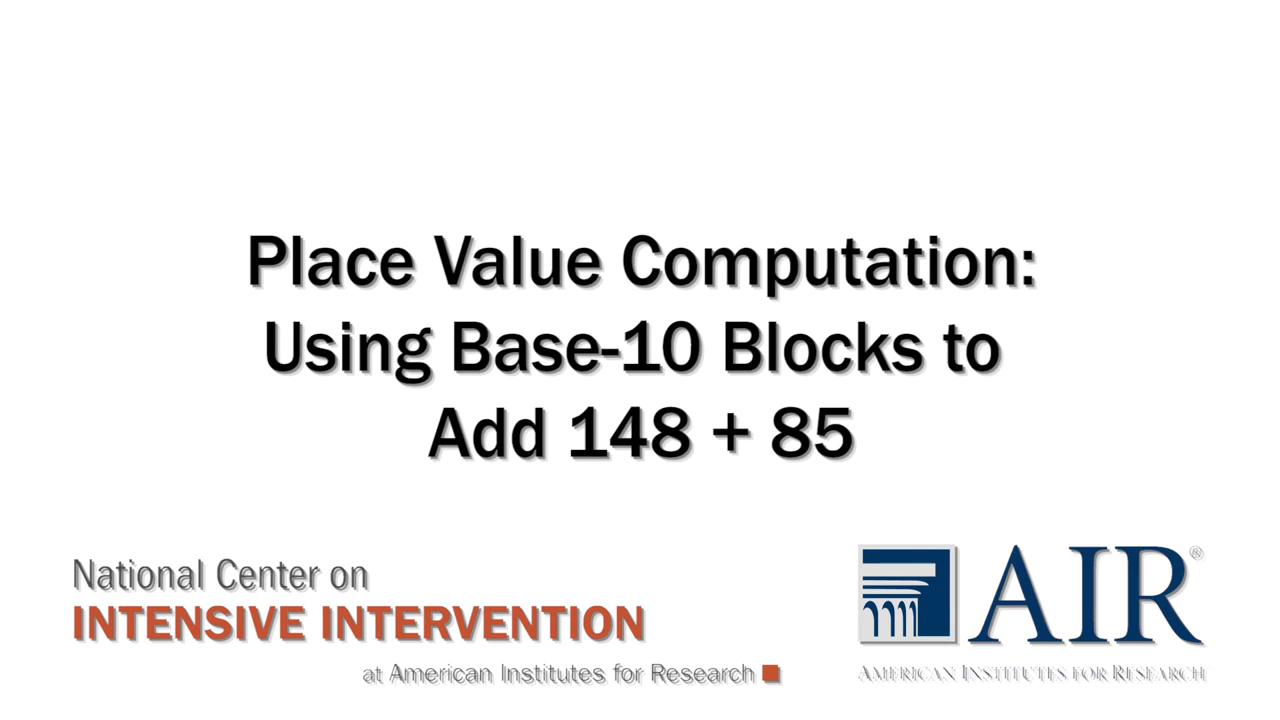 Place Value Computation:
Using Base-10 Blocks to
Add 148 + 85
National Center on
INTENSIVE INTERVENTION
at American Institutes for Research
AIR®
AMERICAN INSTITUTES FOR RESEARCH